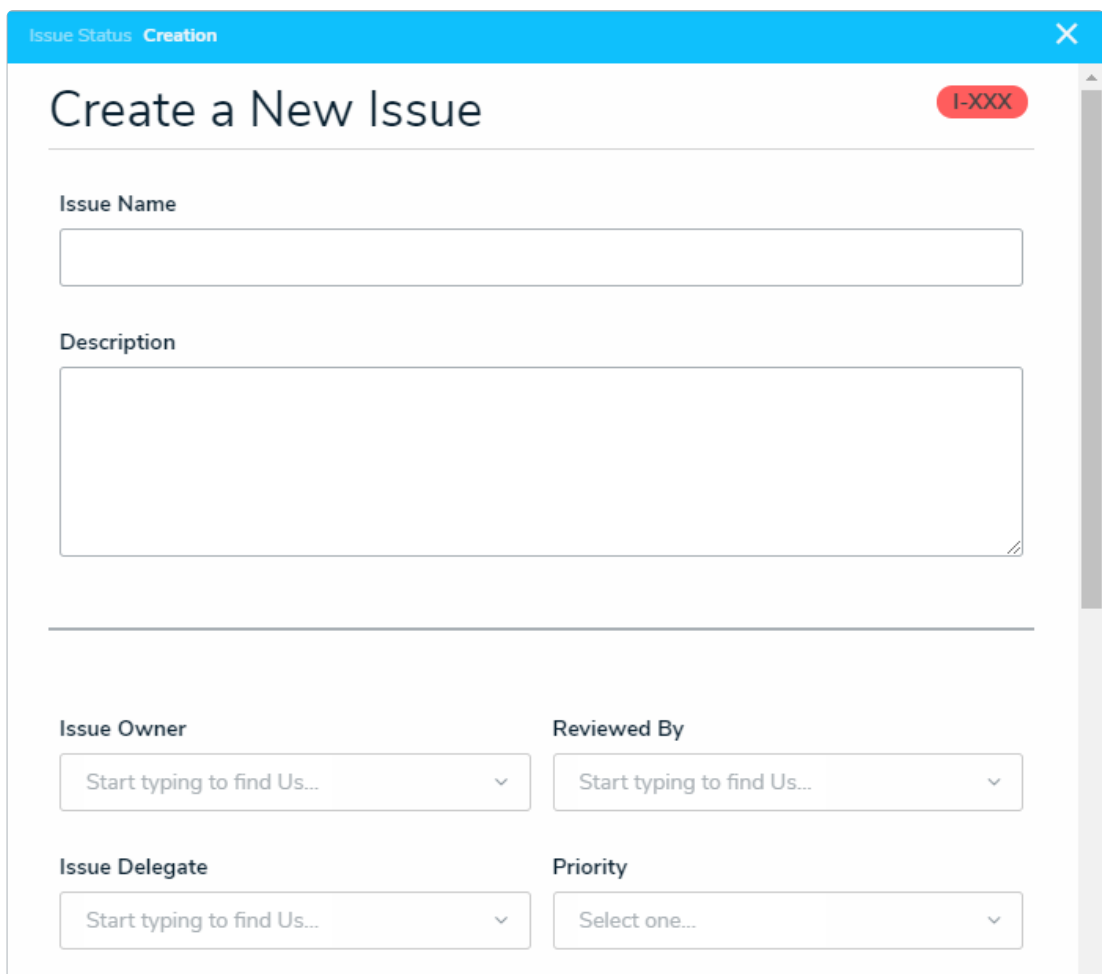 Issue Status Creation
Create a New Issue
I-XXX
Issue Name
Description
Issue Owner
Reviewed By
Start typing to find Us...
Start typing to find Us...
Issue Delegate
Priority
Start typing to find Us...
Select one...